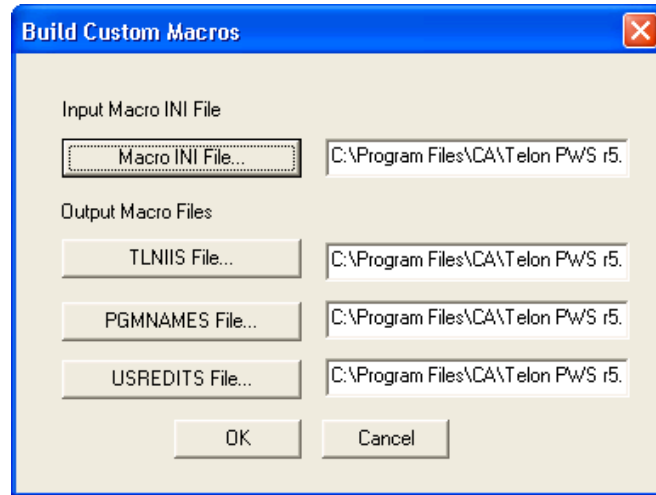 Build Custom Macros
Input Macro INI File
Macro INI File... C:\Program Files\CA\Telon PWS r5.
Output Macro Files
TLNIIS File... C:\Program Files\CA\Telon PWS r5.
PGMNAMES File... C:\Program Files\CA\Telon PWS r5.
USREDITS File... C:\Program Files\CA\Telon PWS r5.
OK Cancel